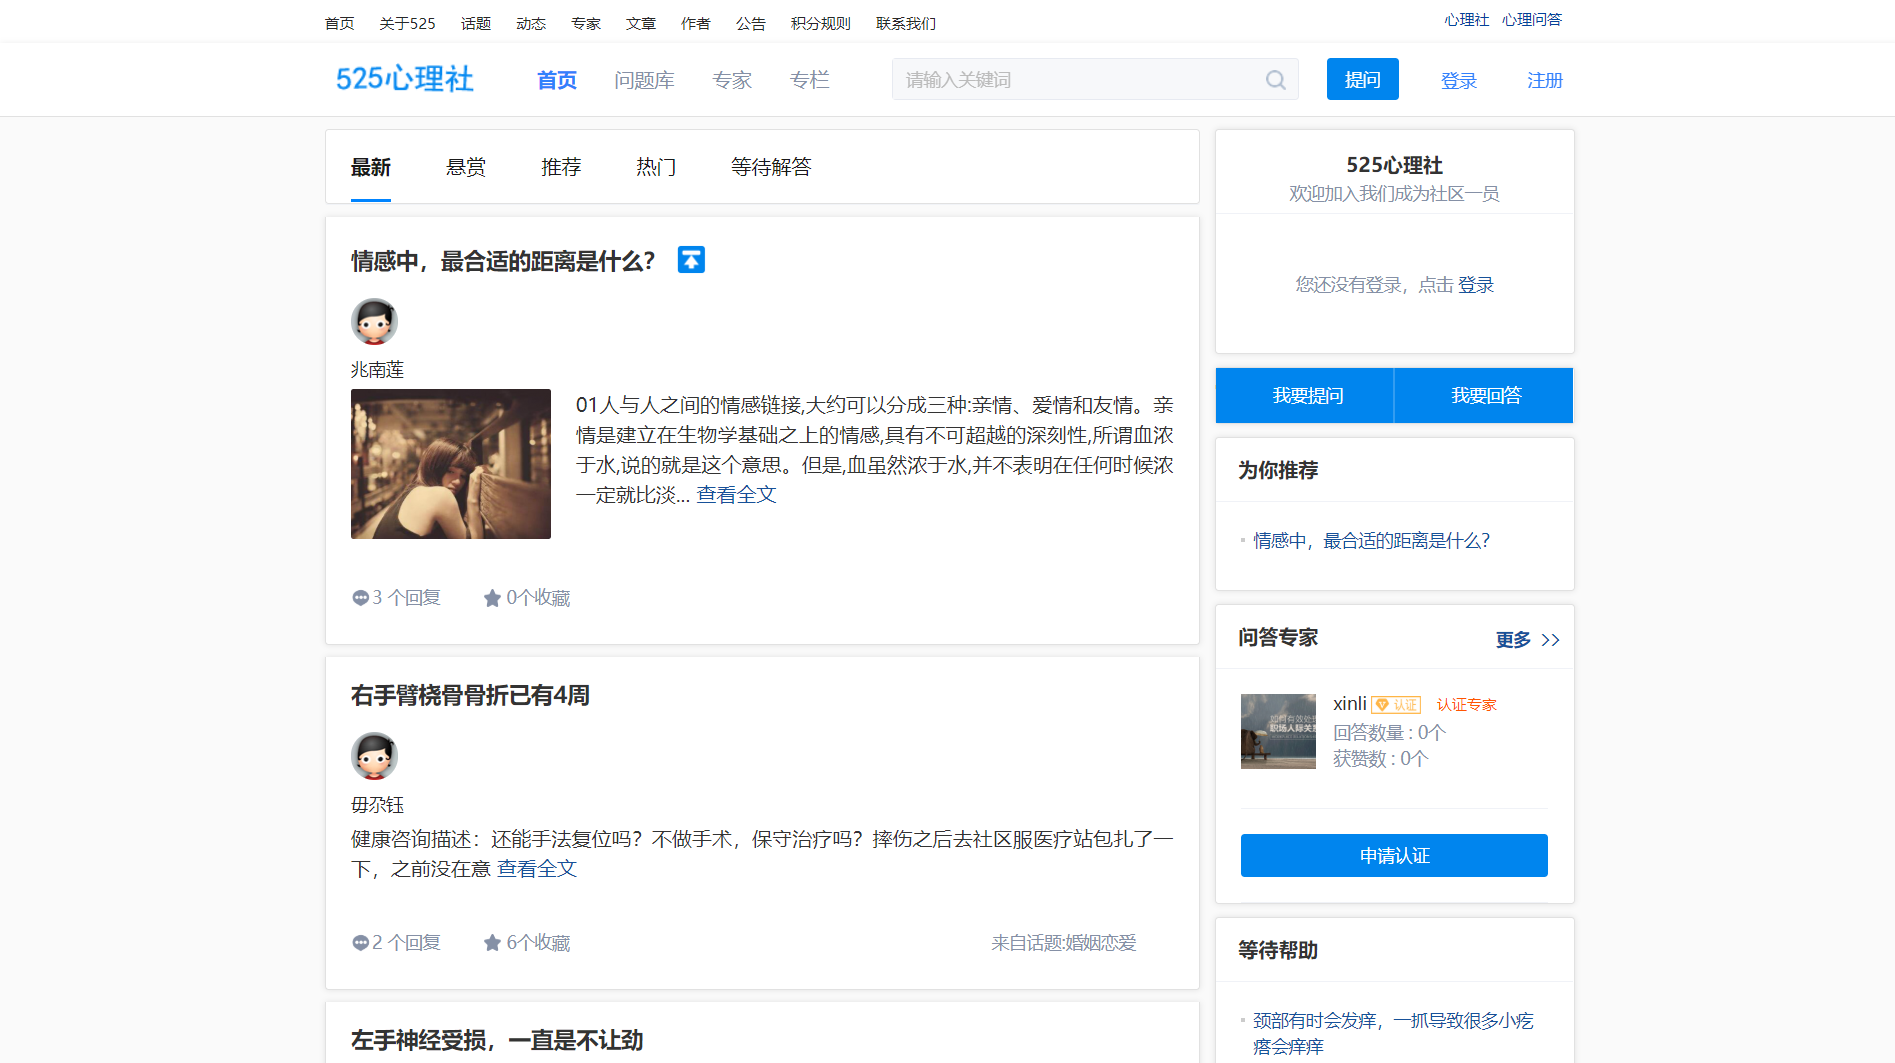 首页 关于525 话题 动态 专家 文章 作者 公告 积分规则 联系我们 心理社 心理问答
525心理社 首页 问题库 专家 专栏 请输入关键词 提问 登录 注册
最新 悬赏 推荐 热门 等待解答
情感中，最合适的距离是什么？
兆南莲
01人与人之间的情感链接,大约可以分成三种:亲情、爱情和友情。亲
情是建立在生物学基础之上的情感,具有不可超越的深刻性,所谓血浓
于水,说的就是这个意思。但是,血虽然浓于水,并不表明在任何时候浓
一定就比淡... 查看全文
3 个回复 0个收藏
右手臂桡骨骨折已有4周
毋尕钰
健康咨询描述：还能手法复位吗？不做手术，保守治疗吗？摔伤之后去社区服医疗站包扎了一
下，之前没在意 查看全文
2 个回复 6个收藏 来自话题:婚姻恋爱
左手神经受损，一直是不让劲
525心理社
欢迎加入我们成为社区一员
您还没有登录，点击 登录
我要提问 我要回答
为你推荐
情感中，最合适的距离是什么？
问答专家 更多 >>
xinli 认证 认证专家
回答数量 : 0个
获赞数 : 0个
申请认证
等待帮助
颈部有时会发痒，一抓导致很多小疙
瘩会痒痒